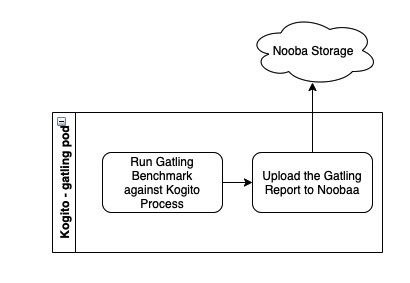 Nooba Storage
Kogito - gatling pod
Run Gatling
Benchmark
against Kogito
Process
Upload the Gatling
Report to Noobaa